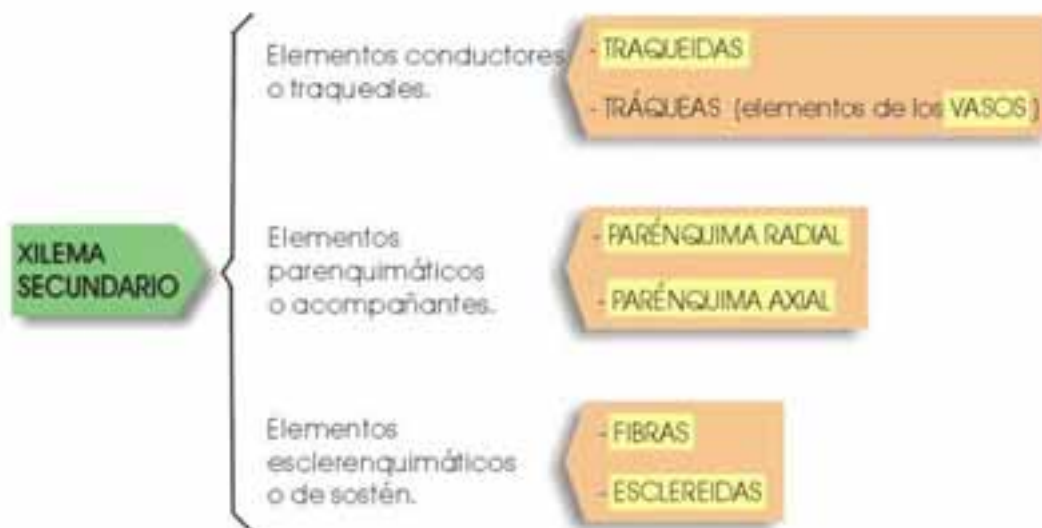 XILEMA
SECUNDARIO
Elementos conductores
o traqueales.
- TRAQUEIDAS
- TRÁQUEAS (elementos de los VASOS)
Elementos
parenquimáticos
o acompañantes.
- PARÉNQUIMA RADIAL
- PARÉNQUIMA AXIAL
Elementos
esclerenquimáticos
o de sostén.
- FIBRAS
- ESCLEREIDAS